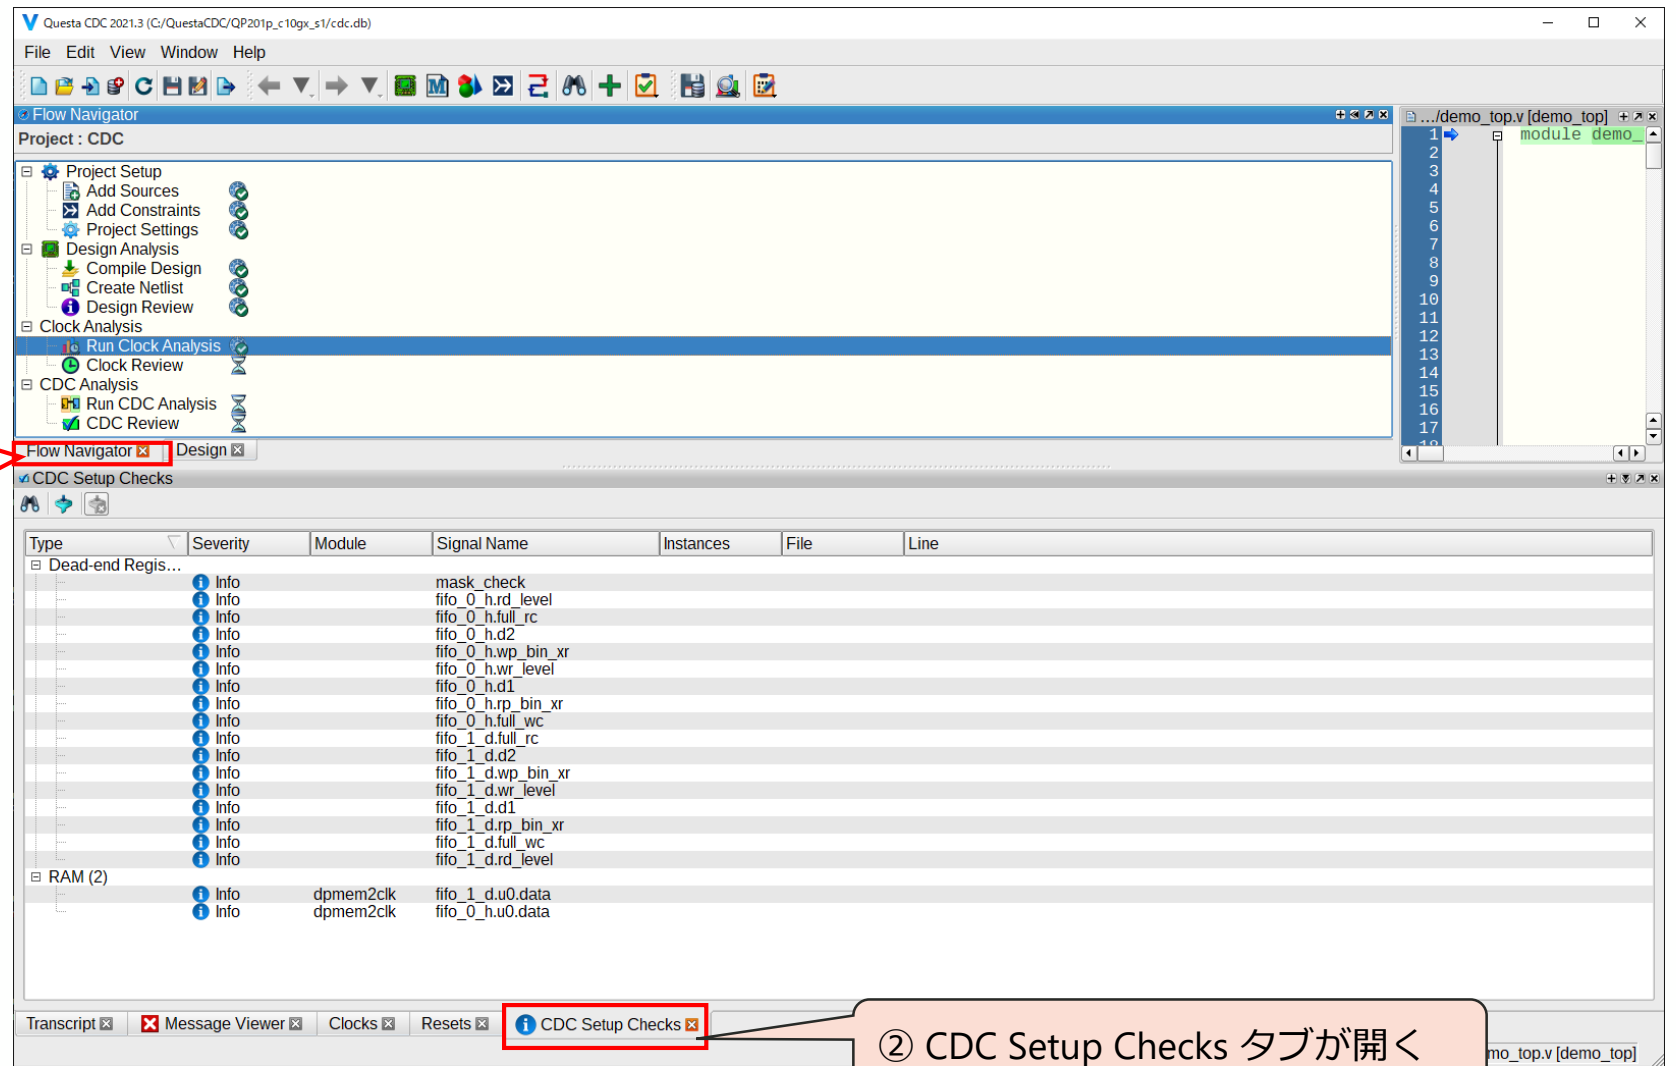 Questa CDC 2021.3 (C:/QuestaCDC/QP201p_c10gx_s1/cdc.db)
File Edit View Window Help
Flow Navigator
Project : CDC
Project Setup
Add Sources
Add Constraints
Project Settings
Design Analysis
Compile Design
Create Netlist
Design Review
Clock Analysis
Run Clock Analysis
Clock Review
CDC Analysis
Run CDC Analysis
CDC Review
Flow Navigator Design
.../demo_top.v [demo_top]
1 module demo_
2
3
4
5
6
7
8
9
10
11
12
13
14
15
16
17
18
CDC Setup Checks
Type Severity Module Signal Name Instances File Line
Dead-end Regis...
Info mask_check
Info fifo_0_h.rd_level
Info fifo_0_h.full_rc
Info fifo_0_h.d2
Info fifo_0_h.wp_bin_xr
Info fifo_0_h.wr_level
Info fifo_0_h.d1
Info fifo_0_h.rp_bin_xr
Info fifo_0_h.full_wc
Info fifo_1_d.full_rc
Info fifo_1_d.d2
Info fifo_1_d.wp_bin_xr
Info fifo_1_d.wr_level
Info fifo_1_d.d1
Info fifo_1_d.rp_bin_xr
Info fifo_1_d.full_wc
Info fifo_1_d.rd_level
RAM (2)
Info dpmem2clk fifo_1_d.u0.data
Info dpmem2clk fifo_0_h.u0.data
Transcript Message Viewer Clocks Resets CDC Setup Checks
② CDC Setup Checks タブが開く
mo_top.v [demo_top]